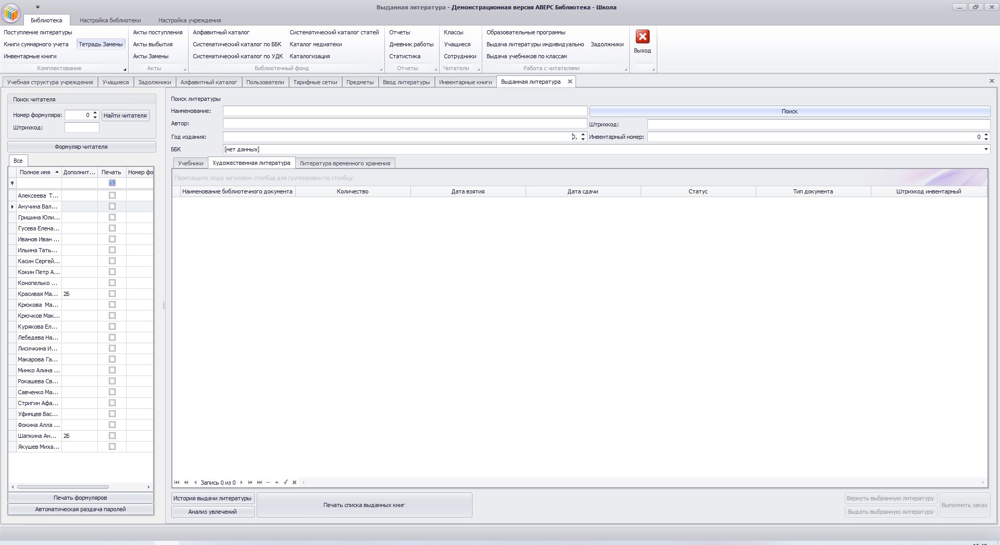 Выданная литература - Демонстрационная версия АВЕРС Библиотека - Школа
Библиотека Настройка библиотеки Настройка учреждения
Поступление литературы
Книги суммарного учета Тетрадь Замены
Инвентарные книги
Комплектование
Акты поступления
Акты выбытия
Акты Замены
Акты
Алфавитный каталог Систематический каталог статей
Систематический каталог по ББК Каталог медиатеки
Систематический каталог по УДК Каталогизация
Библиотечный фонд
Отчеты
Дневник работы
Статистика
Отчеты
Классы
Учащиеся
Сотрудники
Читатели
Образовательные программы
Выдача литературы индивидуально Задолжники
Выдача учебников по классам
Работа с читателями
Выход
Учебная структура учреждения Учащиеся Задолжники Алфавитный каталог Пользователи Тарифные сетки Предметы Ввод литературы Инвентарные книги Выданная литература
Поиск читателя
Номер формуляра: 0 Найти читателя
Штрихкод:
Формуляр читателя
Все
Полное имя Дополнит... Печать Номер фо
Алексеева Т...
Анучина Вал...
Гришина Юли...
Гусева Елена...
Иванов Иван ...
Ильина Тать...
Касин Сергей...
Кокин Петр А...
Конопелько ...
Красивая Ма... 2Б
Крюкова Ма...
Крючков Мак...
Курякова Ел...
Лебедева На...
Лисичкина И...
Макарова Га...
Минко Алина ...
Рокашева Св...
Савченко Ма...
Стригин Афа...
Уфимцев Вас...
Фокина Алла ...
Шапкина Ан... 2Б
Якушев Миха...
Печать формуляров
Автоматическая раздача паролей
Поиск литературы
Наименование: Поиск
Автор: Штрихкод:
Год издания: 0, Инвентарный номер: 0
ББК [нет данных]
Учебники Художественная литература Литература временного хранения
Перетащите сюда заголовок столбца для группировки по столбцу
Наименование библиотечного документа Количество Дата взятия Дата сдачи Статус Тип документа Штрихкод инвентарный
Запись 0 из 0
История выдачи литературы Печать списка выданных книг Вернуть выбранную литературу Выполнить заказ
Анализ увлечений Выдать выбранную литературу